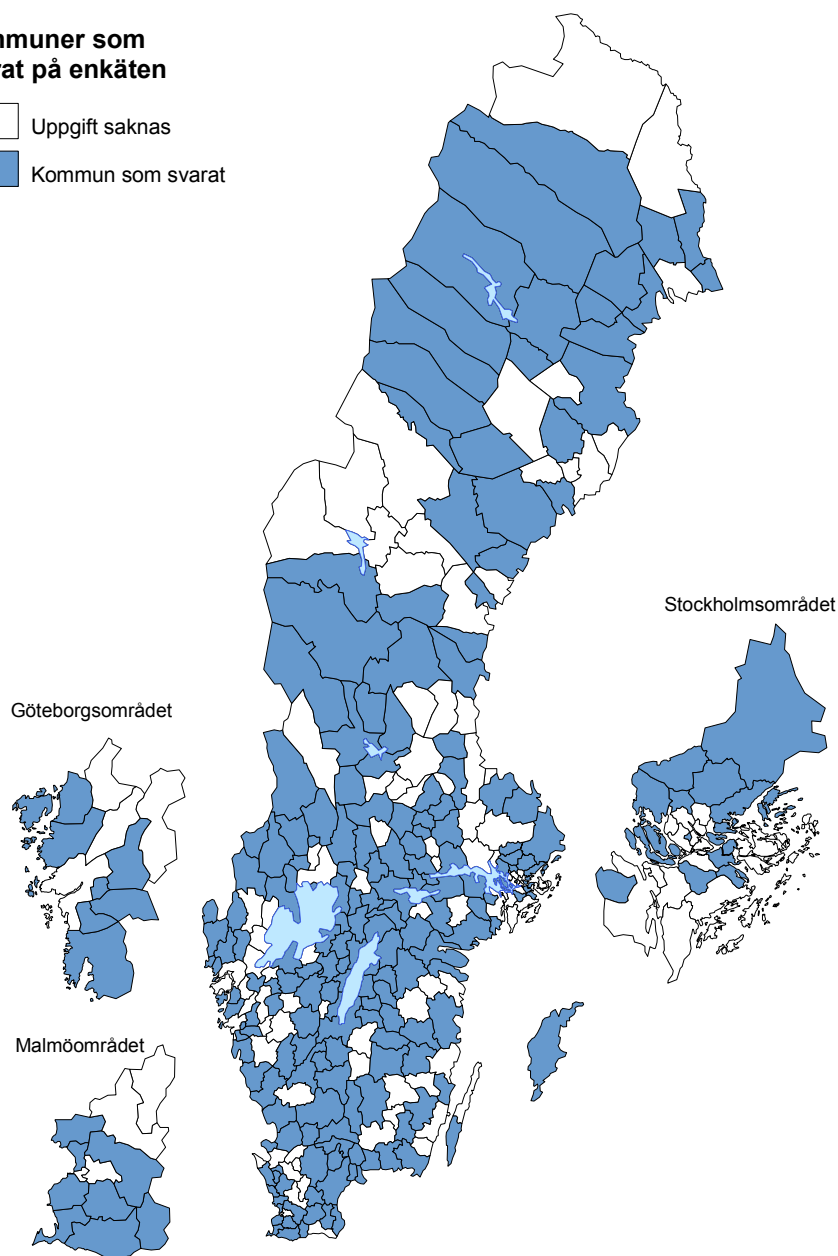 mmuner som
rat på enkäten
Uppgift saknas
Kommun som svarat
Stockholmsområdet
Göteborgsområdet
Malmöområdet